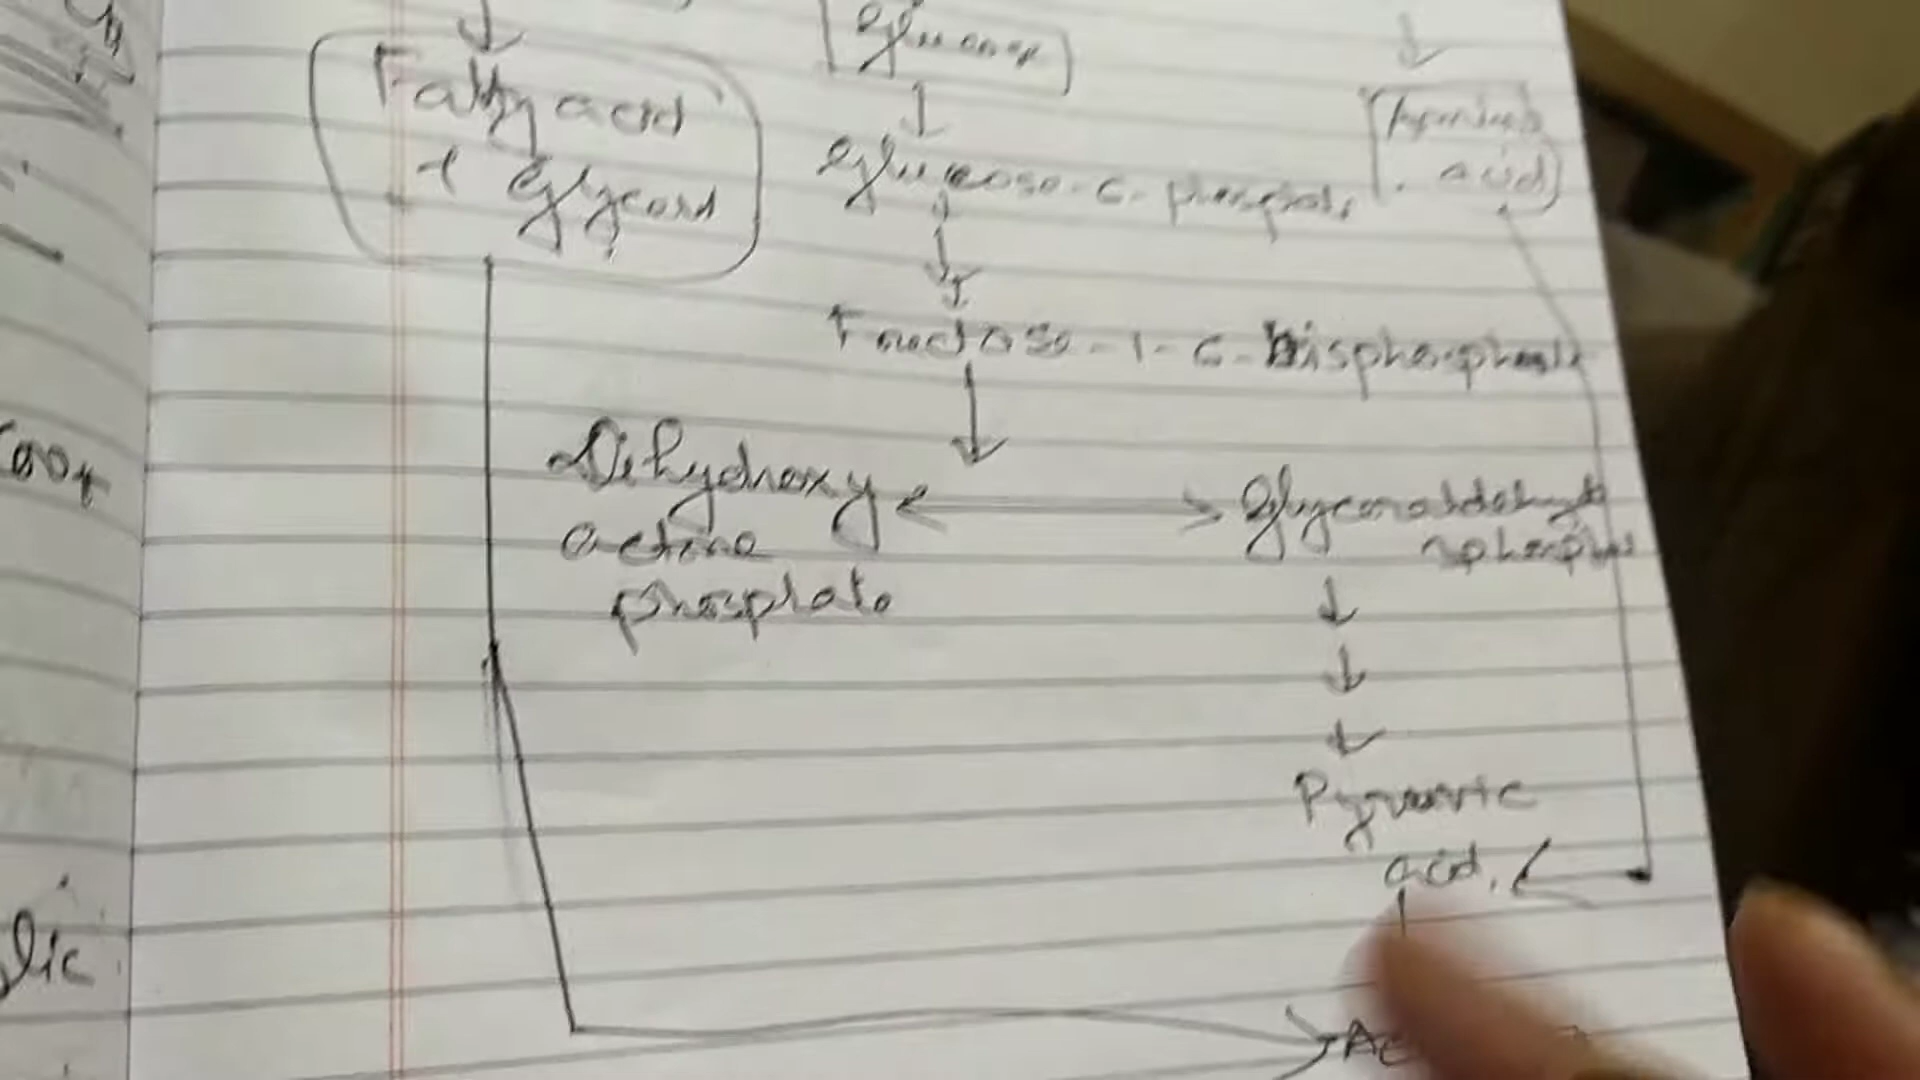 Fatty acid
+ Glycerol
Glucose
Glucose-6-phosphate
Fructose-1-6-bisphosphate
Amino
acid
Dihydroxy
acetone
phosphate
Glyceraldehyde
phosphate
Pyruvic
acid.
lic